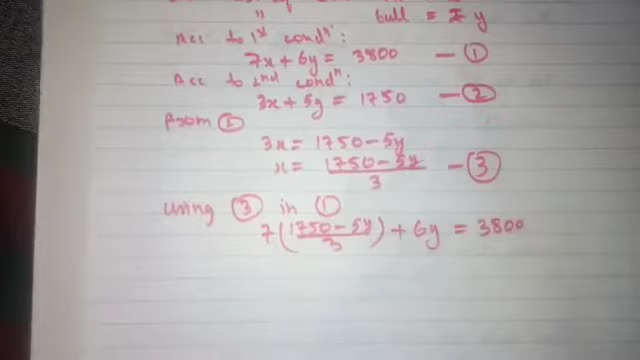 " ball = y
Acc to 1st condn:
7x + 6y = 3800 — ①
Acc to 2nd condn:
3x + 5y = 1750 — ②
from ②
3x = 1750 - 5y
x = 1750 - 5y / 3 — ③
using ③ in ①
7(1750 - 5y / 3) + 6y = 3800